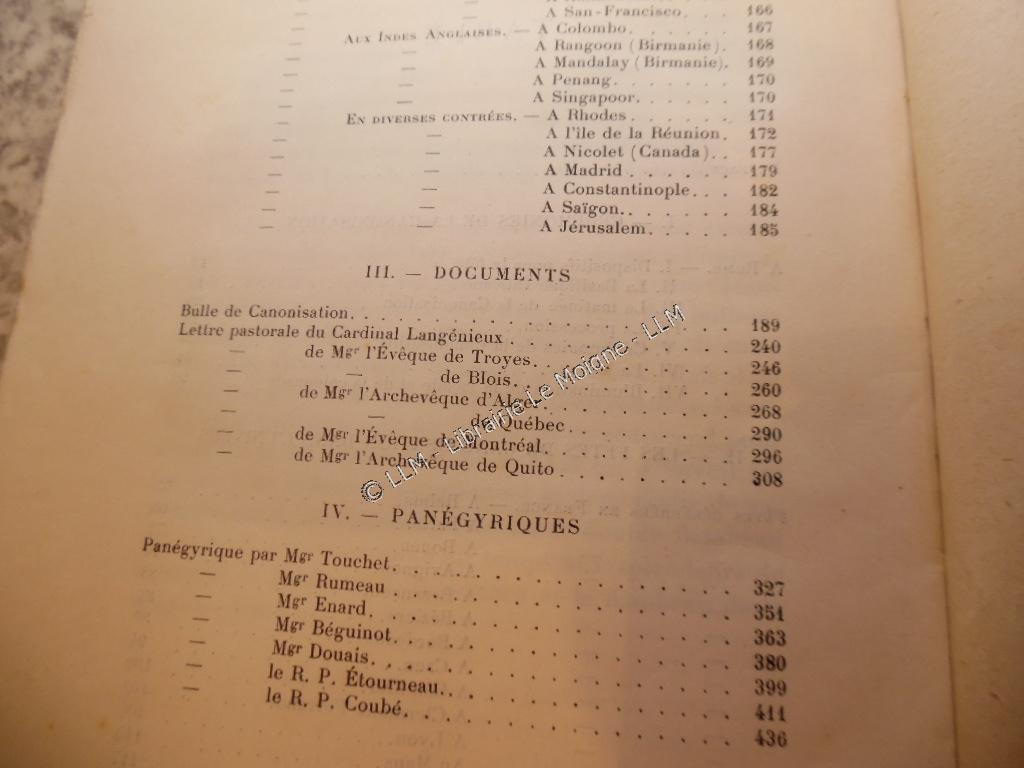 — A San-Francisco. . . . 166
Aux Indes Anglaises. — A Colombo. . . . . . 167
— — A Rangoon (Birmanie). 168
— — A Mandalay (Birmanie). 169
— — A Penang. . . . . . . 170
— — A Singapoor. . . . . . 170
En diverses contrées. — A Rhodes. . . . . . . 171
— — A l'île de la Réunion. 172
— — A Nicolet (Canada). . 177
— — A Madrid . . . . . . 179
— — A Constantinople. . . 182
— — A Saïgon. . . . . . . 184
— — A Jérusalem. . . . . . 185
III. — DOCUMENTS
Bulle de Canonisation. . . . . . . . . . . . . . . . 189
Lettre pastorale du Cardinal Langénieux . . . . . . . . . 240
— de Mgr l'Évêque de Troyes. . . . . . . . . 246
— — de Blois. . . . . . . . . . 260
— de Mgr l'Archevêque d'Alger. . . . . . . . 268
— — de Québec. . . . . . . 290
— de Mgr l'Évêque de Montréal. . . . . . . . 296
— de Mgr l'Archevêque de Quito . . . . . . . 308
© LLM - Librairie Le Moigne - LLM
IV. — PANÉGYRIQUES
Panégyrique par Mgr Touchet. . . . . . . . . . . . . . 327
— Mgr Rumeau . . . . . . . . . . . . . . 351
— Mgr Enard. . . . . . . . . . . . . . . 363
— Mgr Béguinot. . . . . . . . . . . . . . 380
— Mgr Douais. . . . . . . . . . . . . . . 399
— le R. P. Étourneau. . . . . . . . . . . . 411
— le R. P. Coubé. . . . . . . . . . . . . . 436